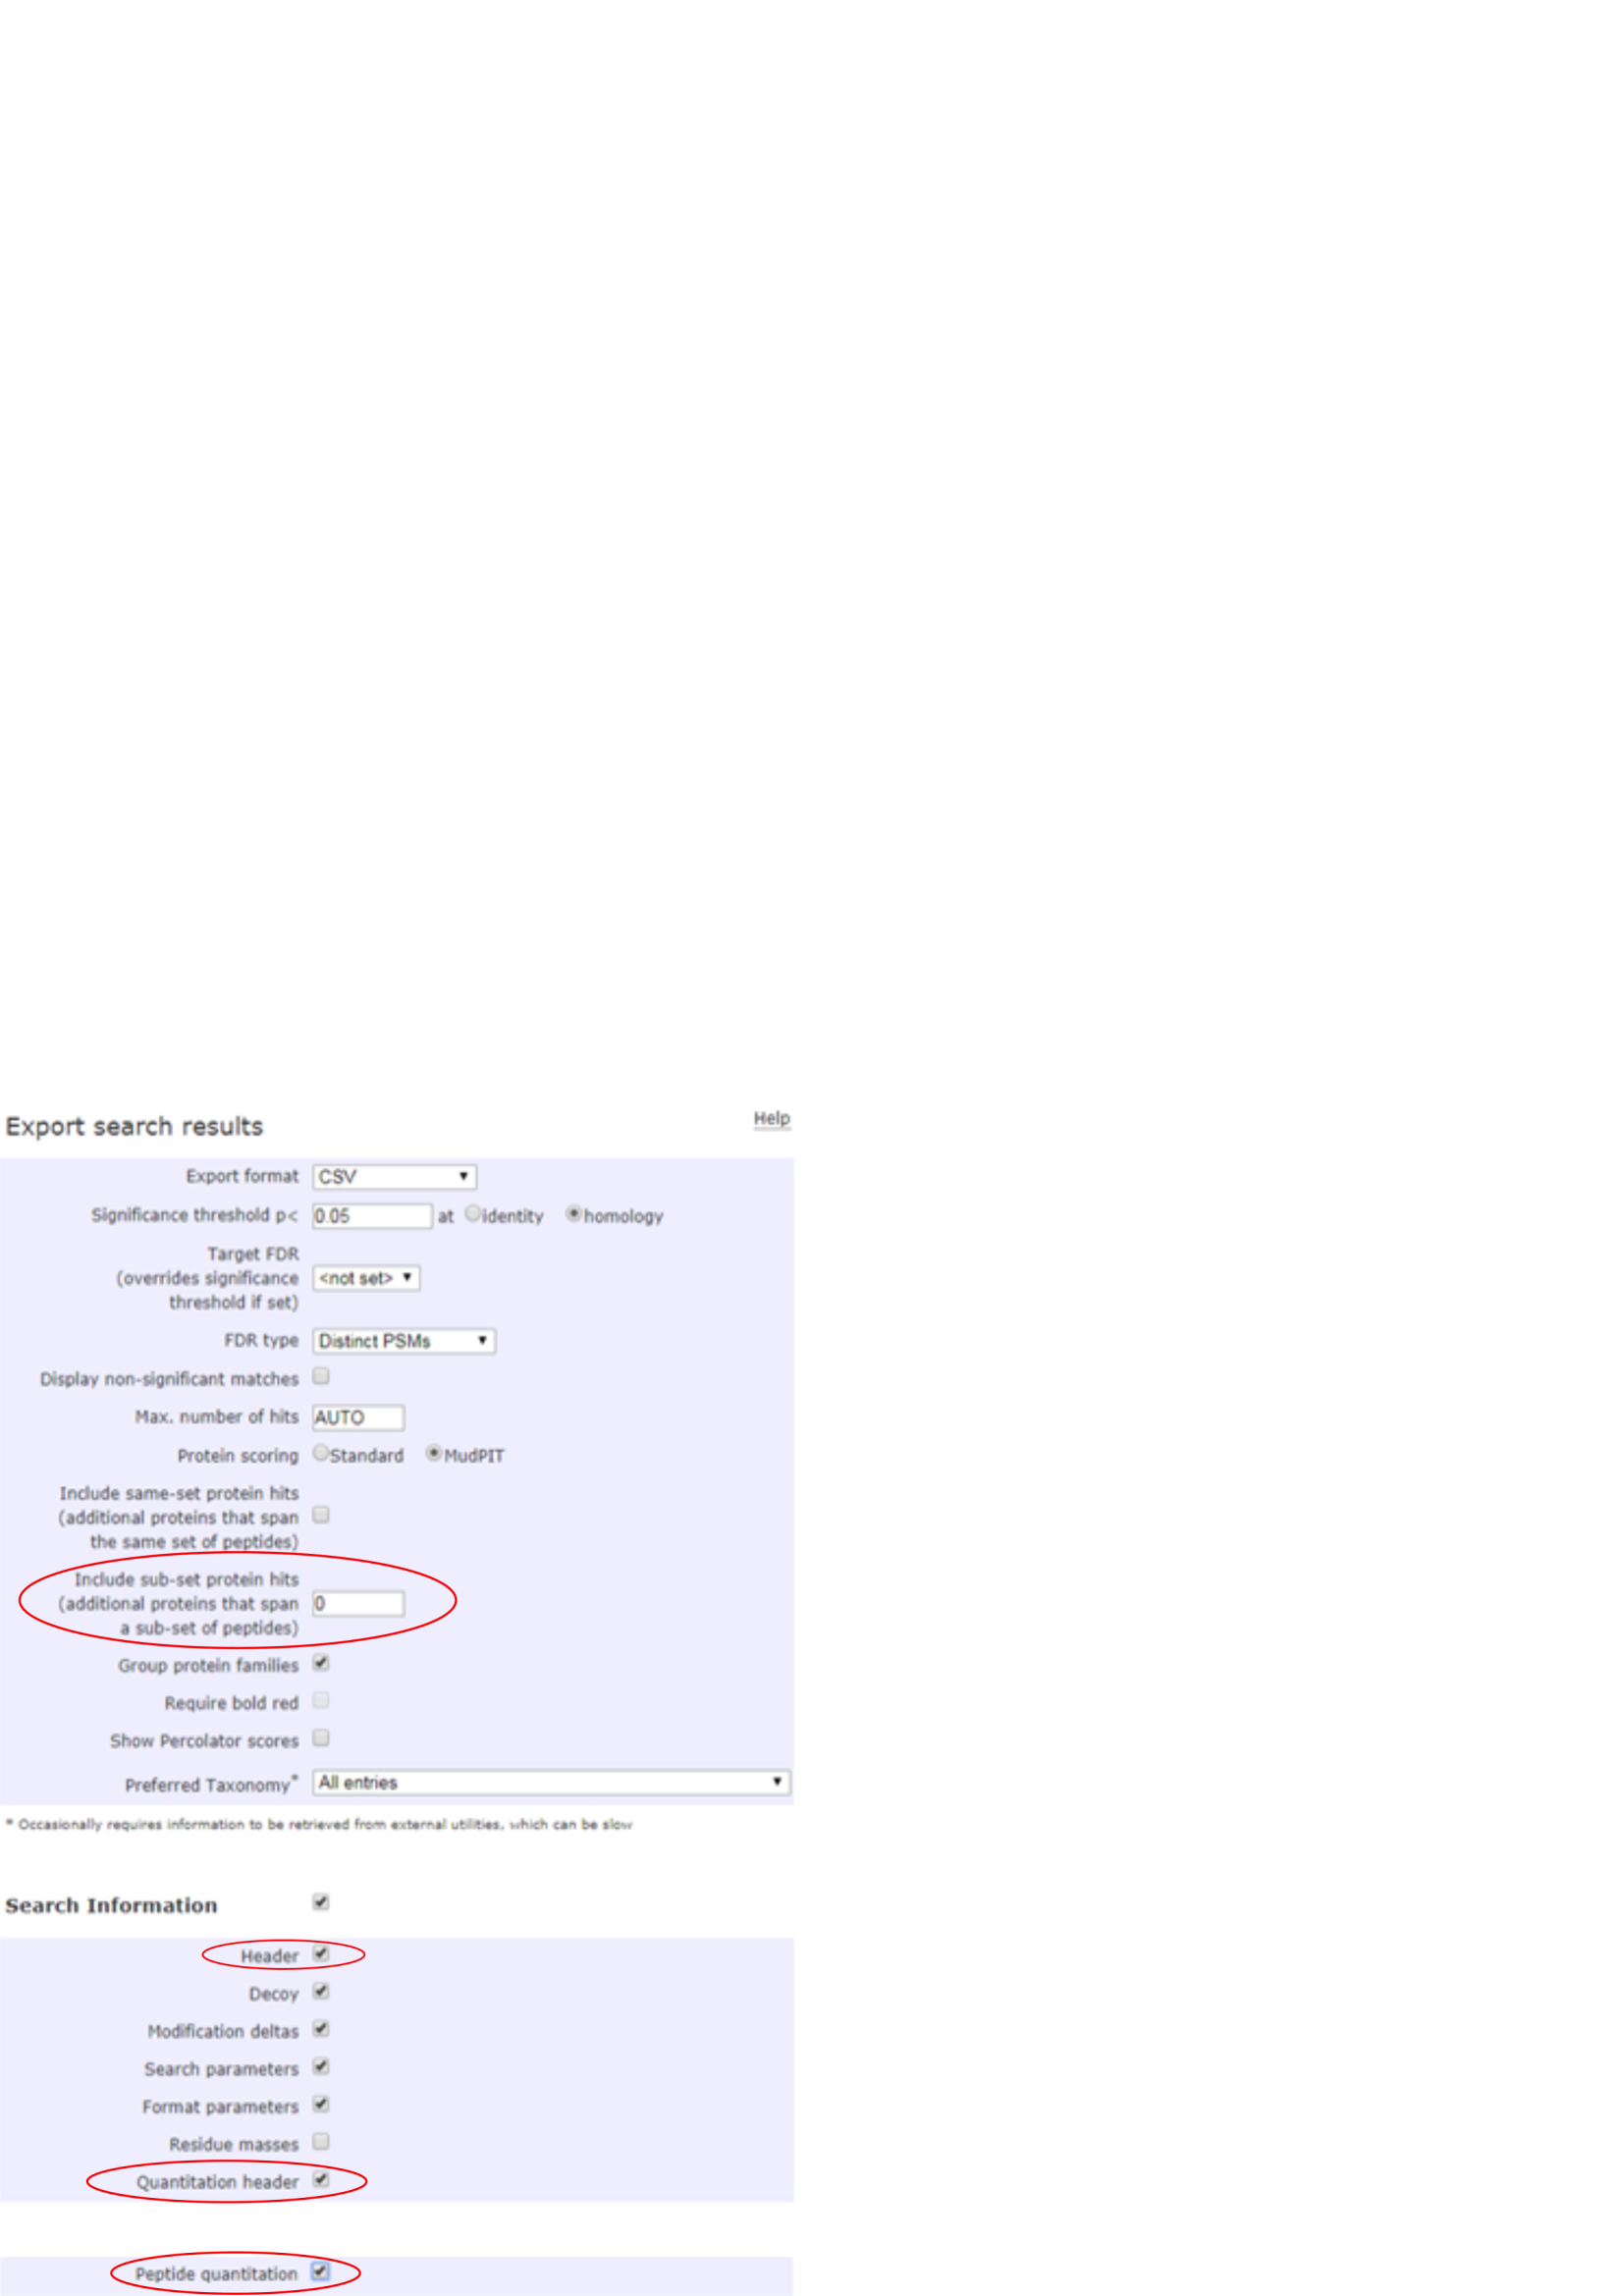 Export search results
Help
Export format CSV
Significance threshold p< 0.05 at identity homology
Target FDR
(overrides significance
threshold if set)
<not set>
FDR type Distinct PSMs
Display non-significant matches
Max. number of hits AUTO
Protein scoring Standard MudPIT
Include same-set protein hits
(additional proteins that span
the same set of peptides)
Include sub-set protein hits
(additional proteins that span
a sub-set of peptides)
0
Group protein families
Require bold red
Show Percolator scores
Preferred Taxonomy* All entries
* Occasionally requires information to be retrieved from external utilities, which can be slow
Search Information
Header
Decoy
Modification deltas
Search parameters
Format parameters
Residue masses
Quantitation header
Peptide quantitation